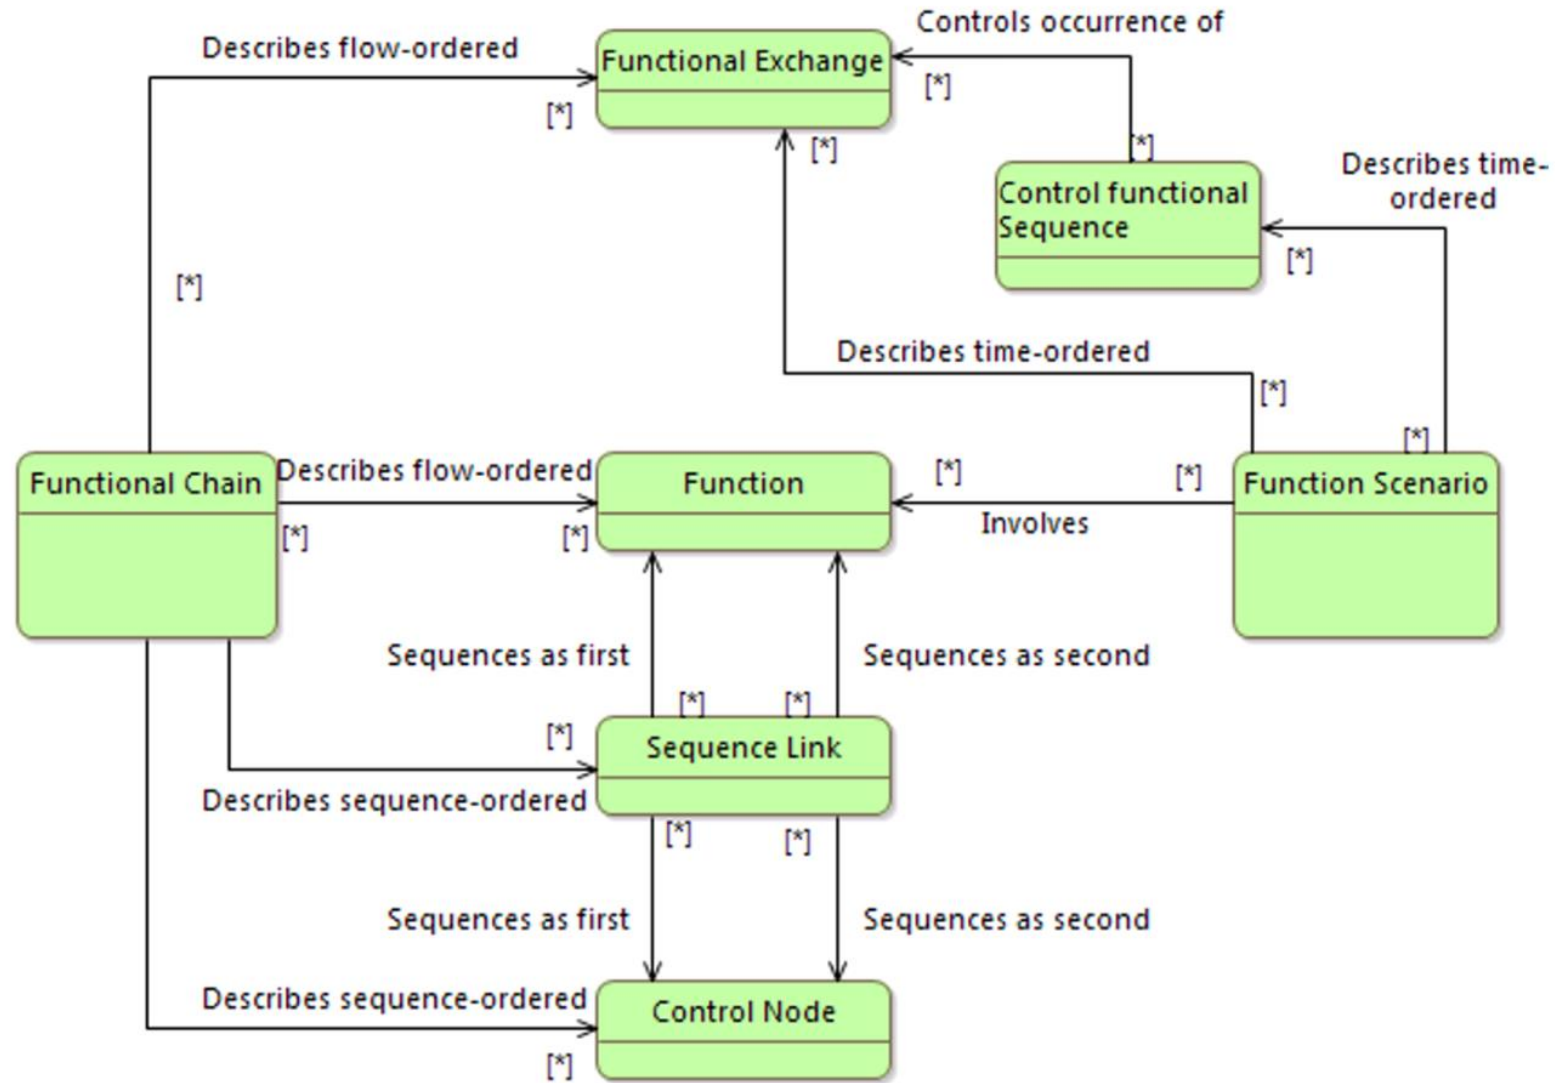 Controls occurrence of
Describes flow-ordered
Functional Exchange
[*]
[*]
[*]
[*]
Describes time-
ordered
Control functional
Sequence
[*]
[*]
Describes time-ordered
[*]
[*]
Functional Chain
Describes flow-ordered
Function
[*]
[*]
Function Scenario
Involves
[*]
[*]
Sequences as first
Sequences as second
[*]
[*]
[*]
Sequence Link
Describes sequence-ordered
[*]
[*]
Sequences as first
Sequences as second
Describes sequence-ordered
Control Node
[*]